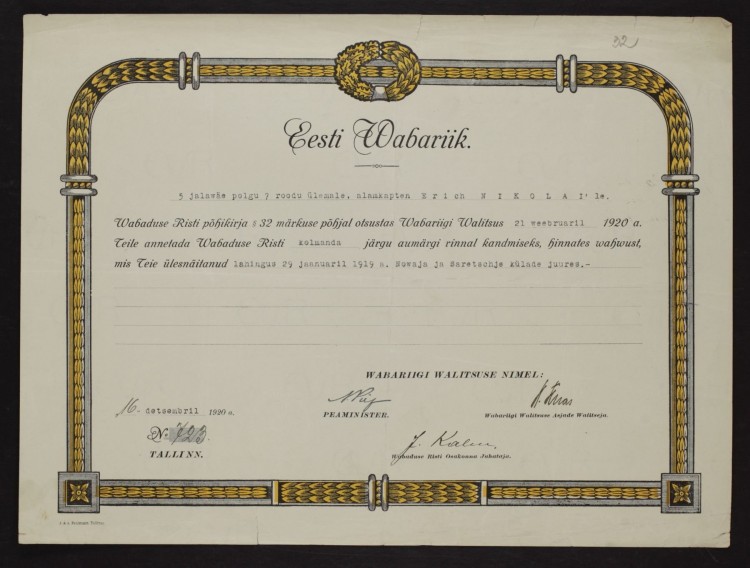 32
Eesti Wabariik.
5 jalawäe polgu 7 roodu ülemale, alamkapten Erich NIKOLAI'le.
Wabaduse Risti põhikirja § 32 märkuse põhjal otsustas Wabariigi Walitsus 21 weebruaril 1920 a.
Teile annetada Wabaduse Risti kolmanda järgu aumärgi rinnal kandmiseks, hinnates wahwust,
mis Teie ülesnäitanud lahingus 29 jaanuaril 1919 a. Nowaja ja Saretschje külade juures.-
WABARIIGI WALITSUSE NIMEL:
16. detsembril 1920 a.
PEAMINISTER.
Wabariigi Walitsuse Asjade Walitseja.
№ 723
TALLINN.
Wabaduse Risti Osakonna Juhataja.